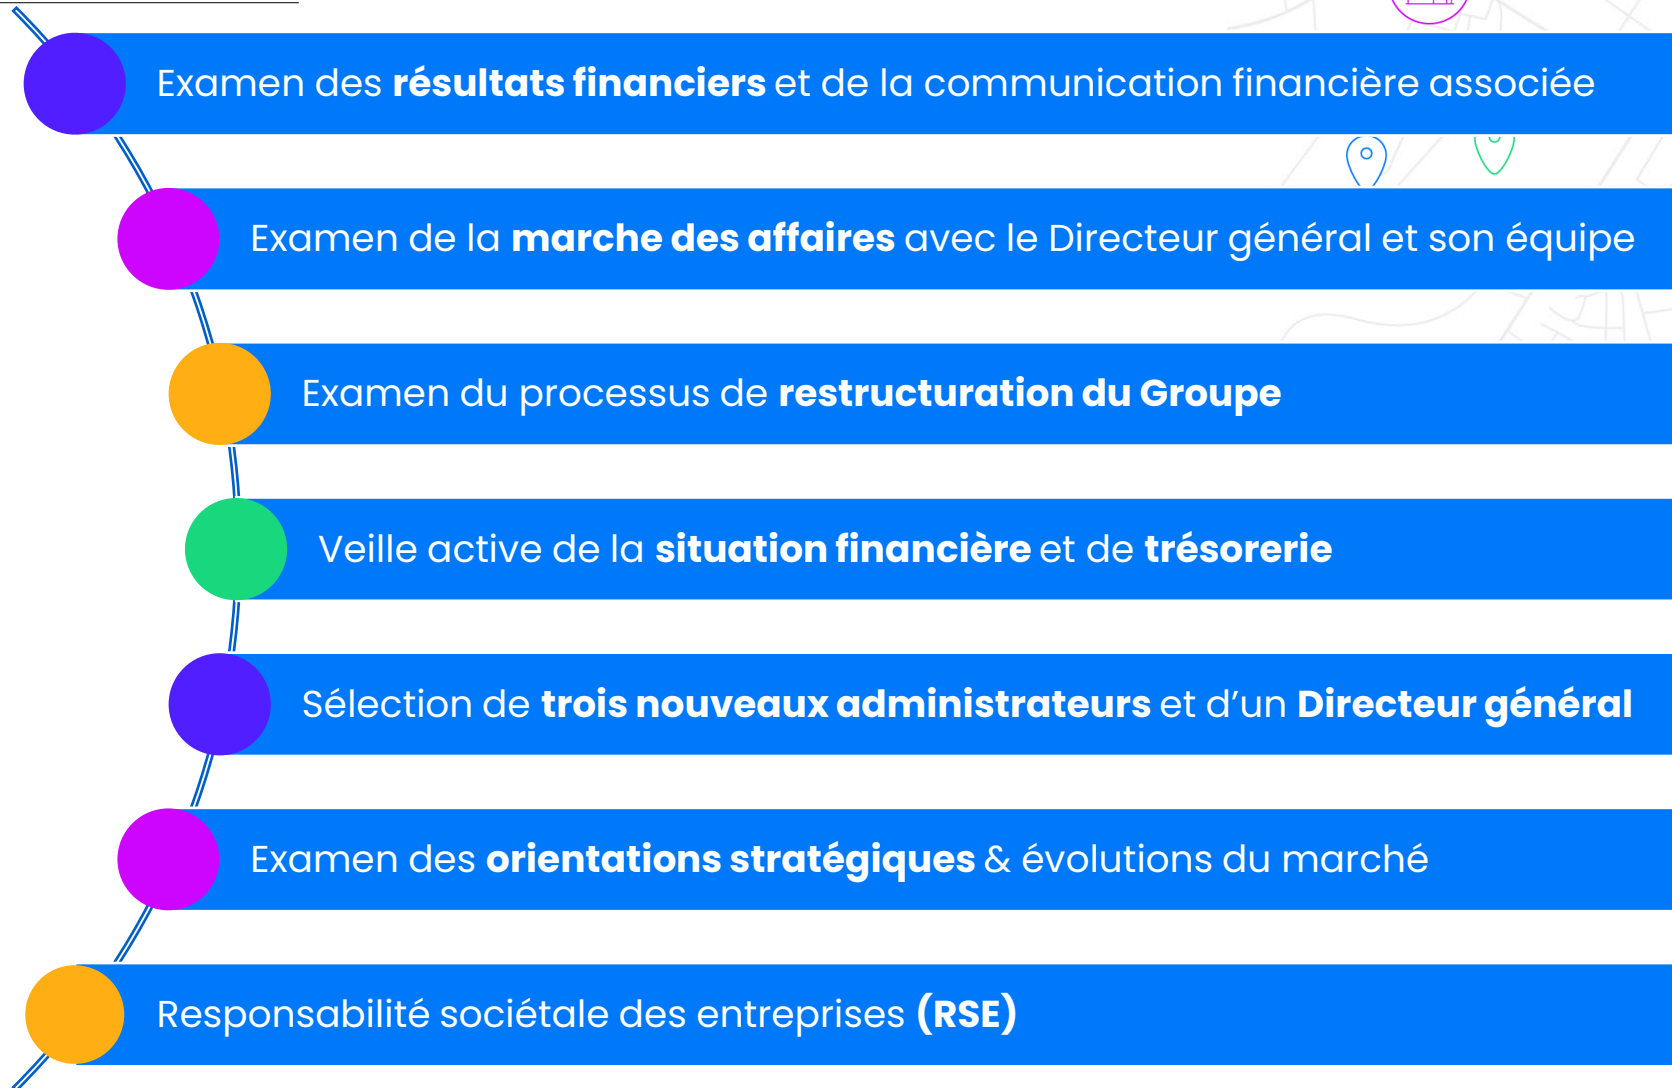 Examen des résultats financiers et de la communication financière associée
Examen de la marche des affaires avec le Directeur général et son équipe
Examen du processus de restructuration du Groupe
Veille active de la situation financière et de trésorerie
Sélection de trois nouveaux administrateurs et d’un Directeur général
Examen des orientations stratégiques & évolutions du marché
Responsabilité sociétale des entreprises (RSE)